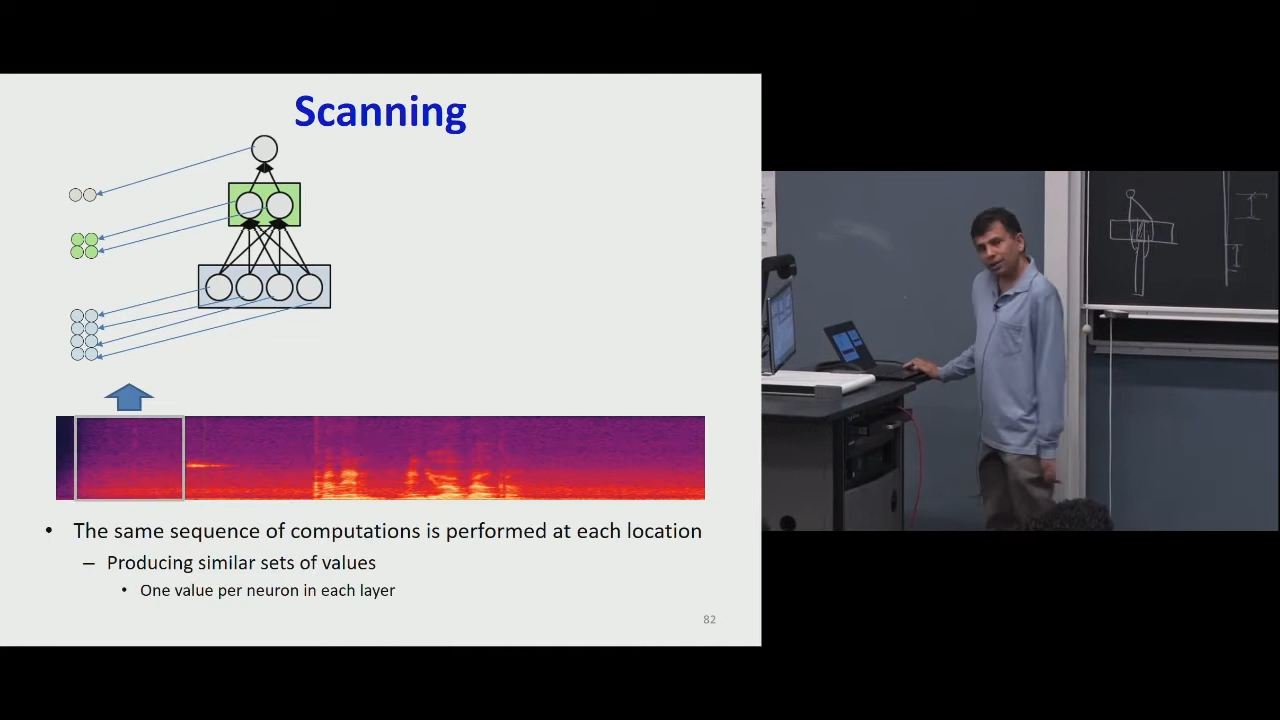 Scanning
• The same sequence of computations is performed at each location
– Producing similar sets of values
• One value per neuron in each layer
82